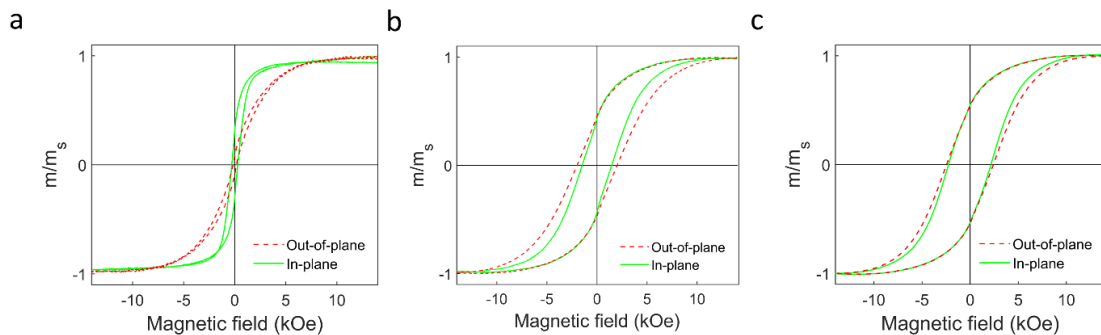 a
m/mₛ
1
0
-1
Out-of-plane
In-plane
-10 -5 0 5 10
Magnetic field (kOe)
b
m/mₛ
1
0
-1
Out-of-plane
In-plane
-10 -5 0 5 10
Magnetic field (kOe)
c
m/mₛ
1
0
-1
Out-of-plane
In-plane
-10 -5 0 5 10
Magnetic field (kOe)